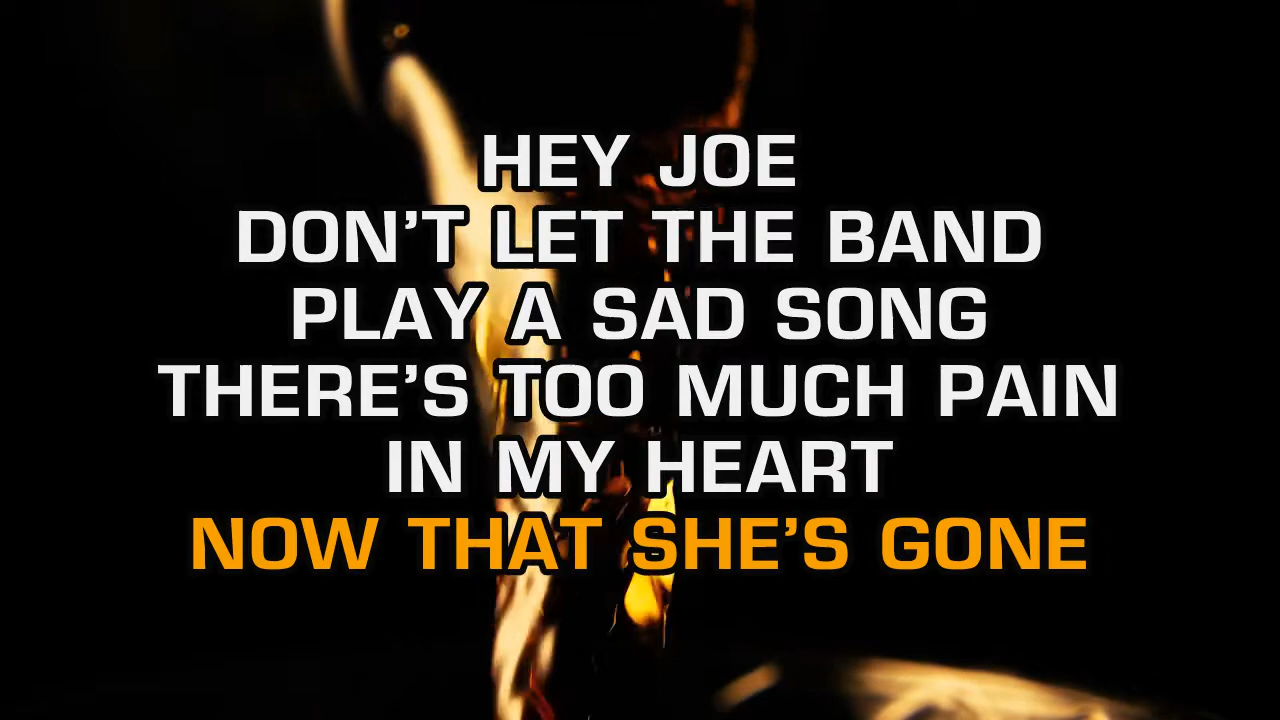 HEY JOE
DON’T LET THE BAND
PLAY A SAD SONG
THERE’S TOO MUCH PAIN
IN MY HEART
NOW THAT SHE’S GONE